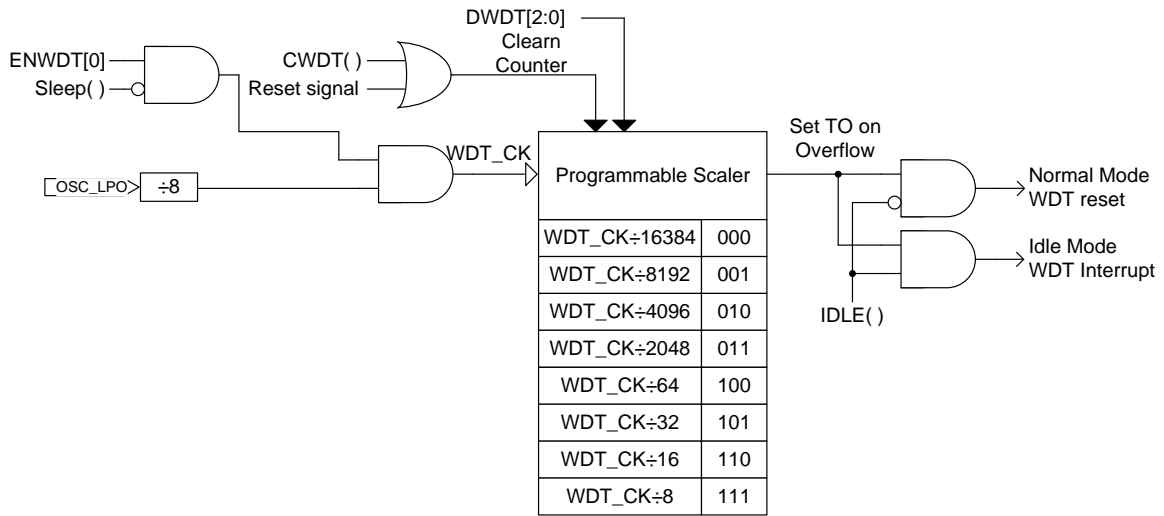 DWDT[2:0]
Clearn
Counter
ENWDT[0]
Sleep( )
CWDT( )
Reset signal
WDT_CK
OSC_LPO
÷8
Programmable Scaler
WDT_CK÷16384 000
WDT_CK÷8192 001
WDT_CK÷4096 010
WDT_CK÷2048 011
WDT_CK÷64 100
WDT_CK÷32 101
WDT_CK÷16 110
WDT_CK÷8 111
Set TO on
Overflow
Normal Mode
WDT reset
Idle Mode
WDT Interrupt
IDLE( )